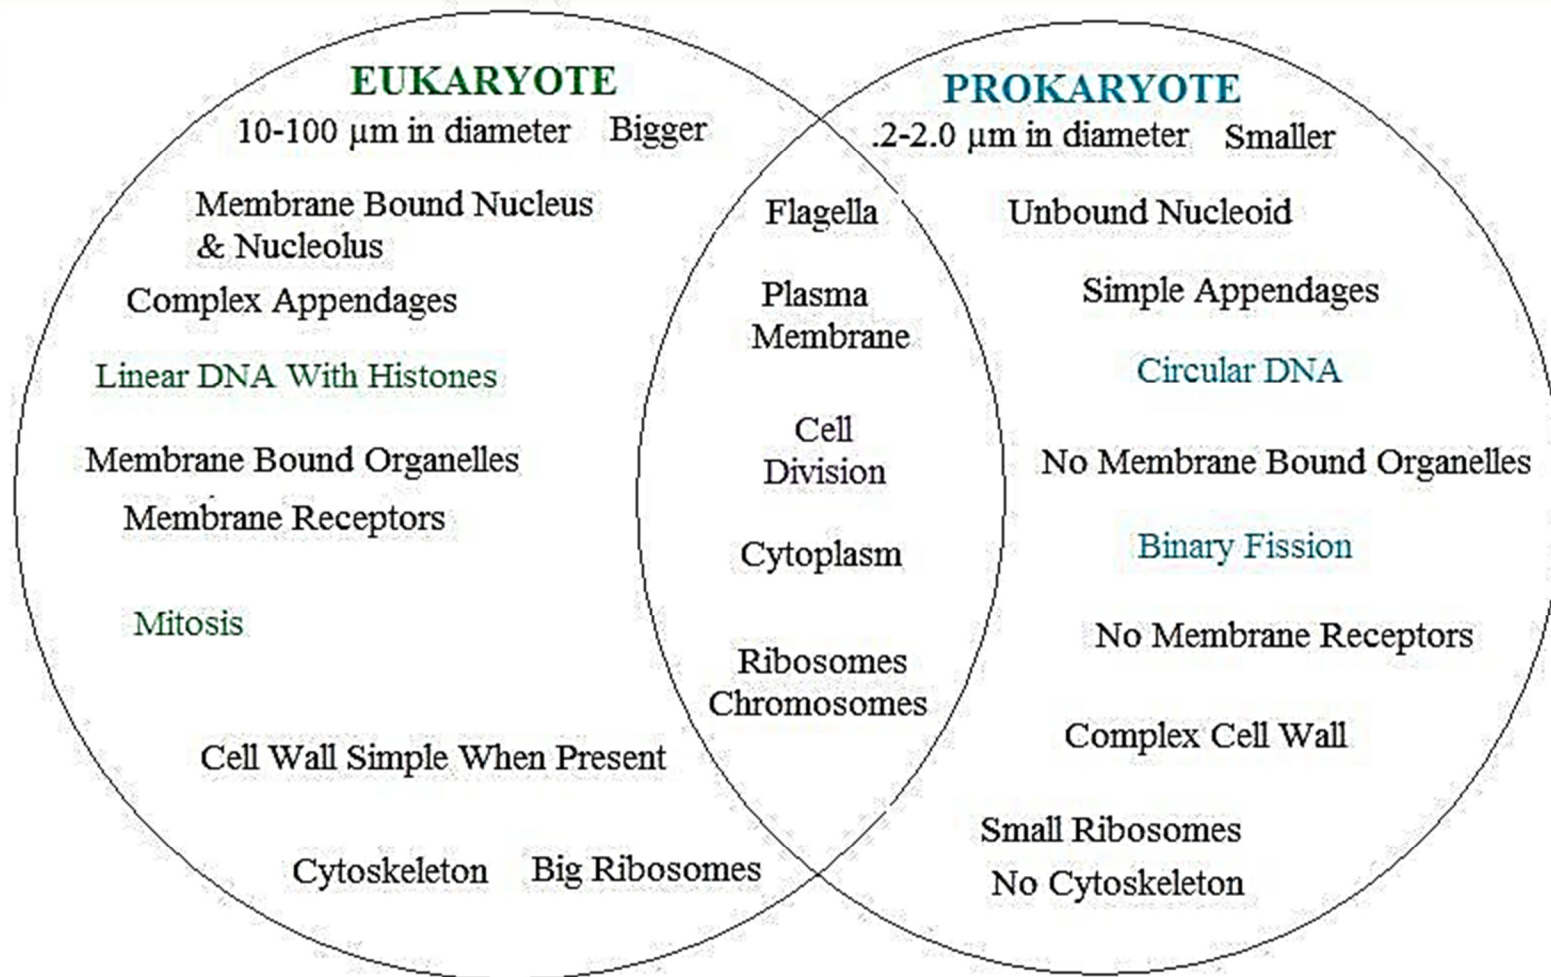 EUKARYOTE
10-100 µm in diameter Bigger
Membrane Bound Nucleus
& Nucleolus
Complex Appendages
Linear DNA With Histones
Membrane Bound Organelles
Membrane Receptors
Mitosis
Cell Wall Simple When Present
Cytoskeleton Big Ribosomes
Flagella
Plasma
Membrane
Cell
Division
Cytoplasm
Ribosomes
Chromosomes
PROKARYOTE
.2-2.0 µm in diameter Smaller
Unbound Nucleoid
Simple Appendages
Circular DNA
No Membrane Bound Organelles
Binary Fission
No Membrane Receptors
Complex Cell Wall
Small Ribosomes
No Cytoskeleton